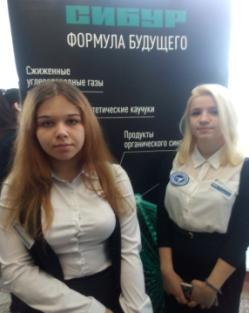 СИБУР
ФОРМУЛА БУДУЩЕГО
Сжиженные
углеводородные газы
каучуки
Продукты
органического